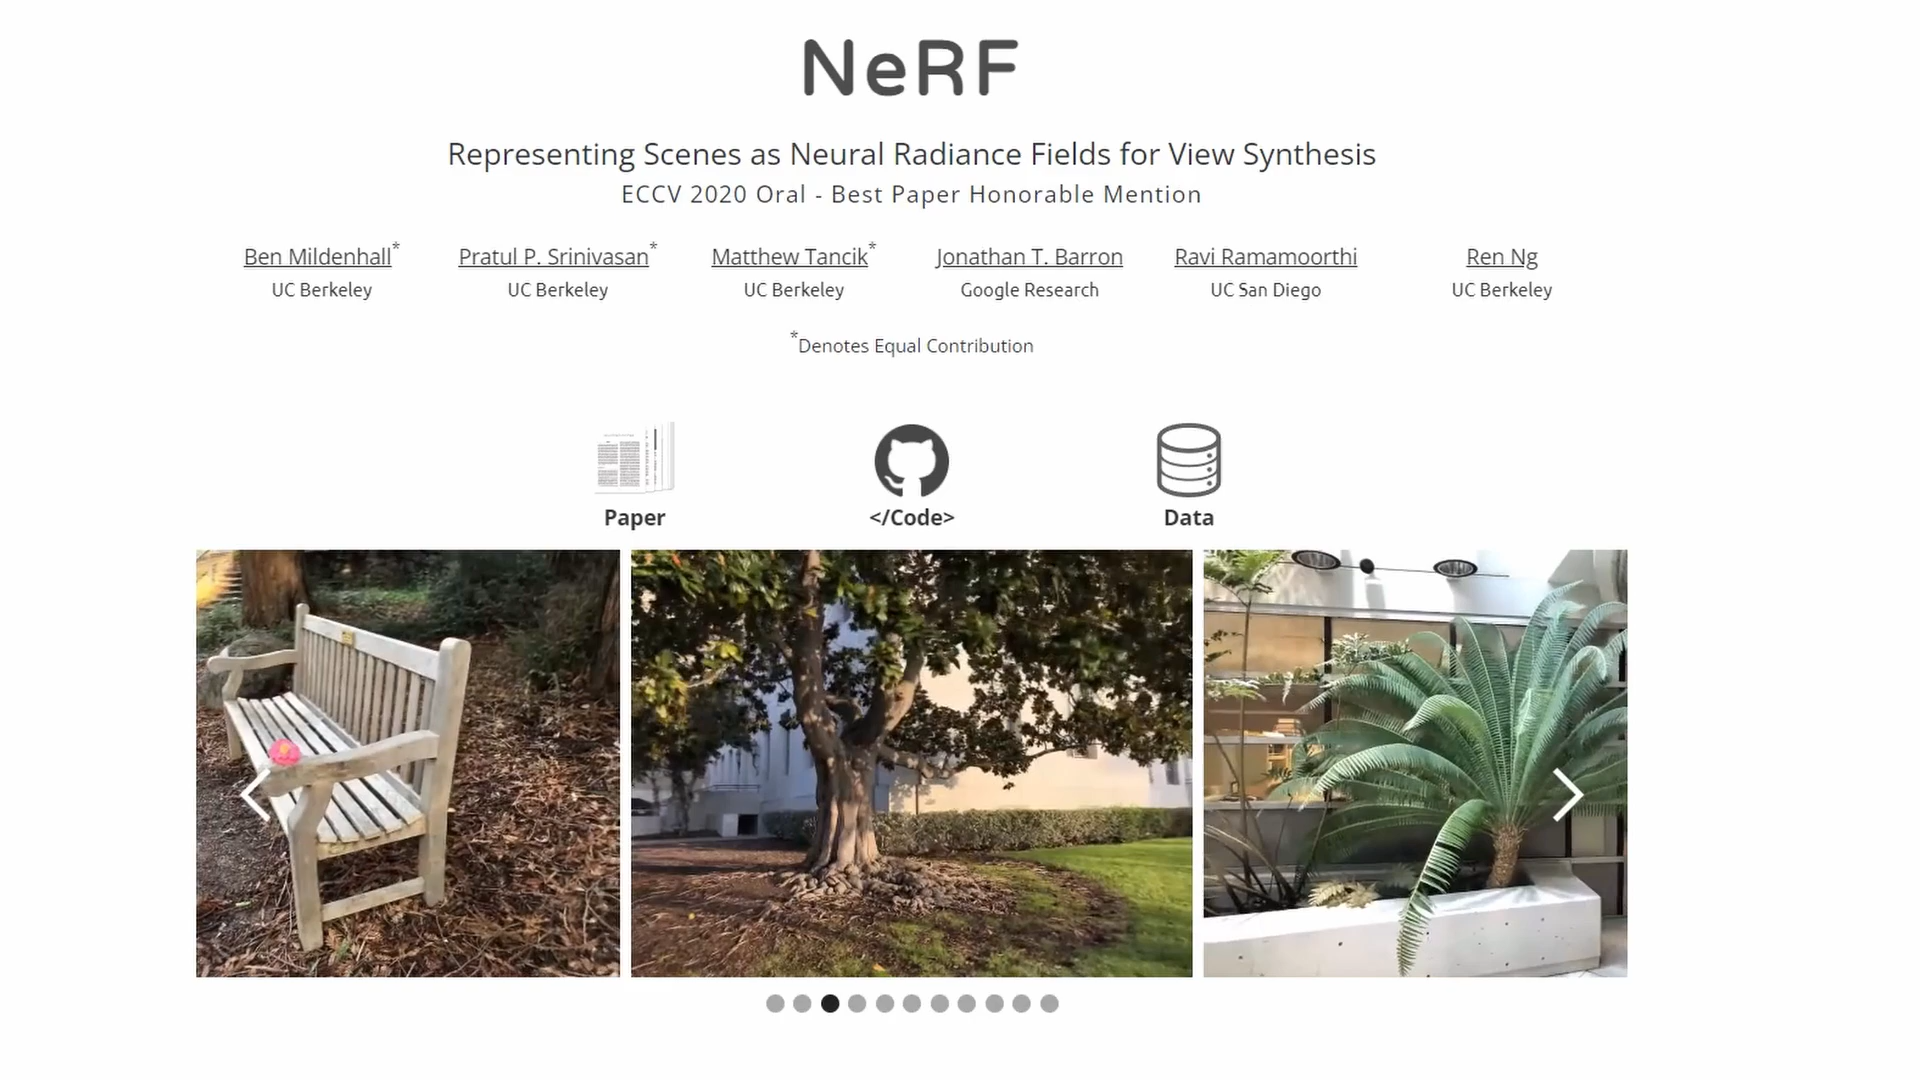 NeRF
Representing Scenes as Neural Radiance Fields for View Synthesis
ECCV 2020 Oral - Best Paper Honorable Mention
Ben Mildenhall* Pratul P. Srinivasan* Matthew Tancik* Jonathan T. Barron Ravi Ramamoorthi Ren Ng
UC Berkeley UC Berkeley UC Berkeley Google Research UC San Diego UC Berkeley
*Denotes Equal Contribution
Paper </Code> Data